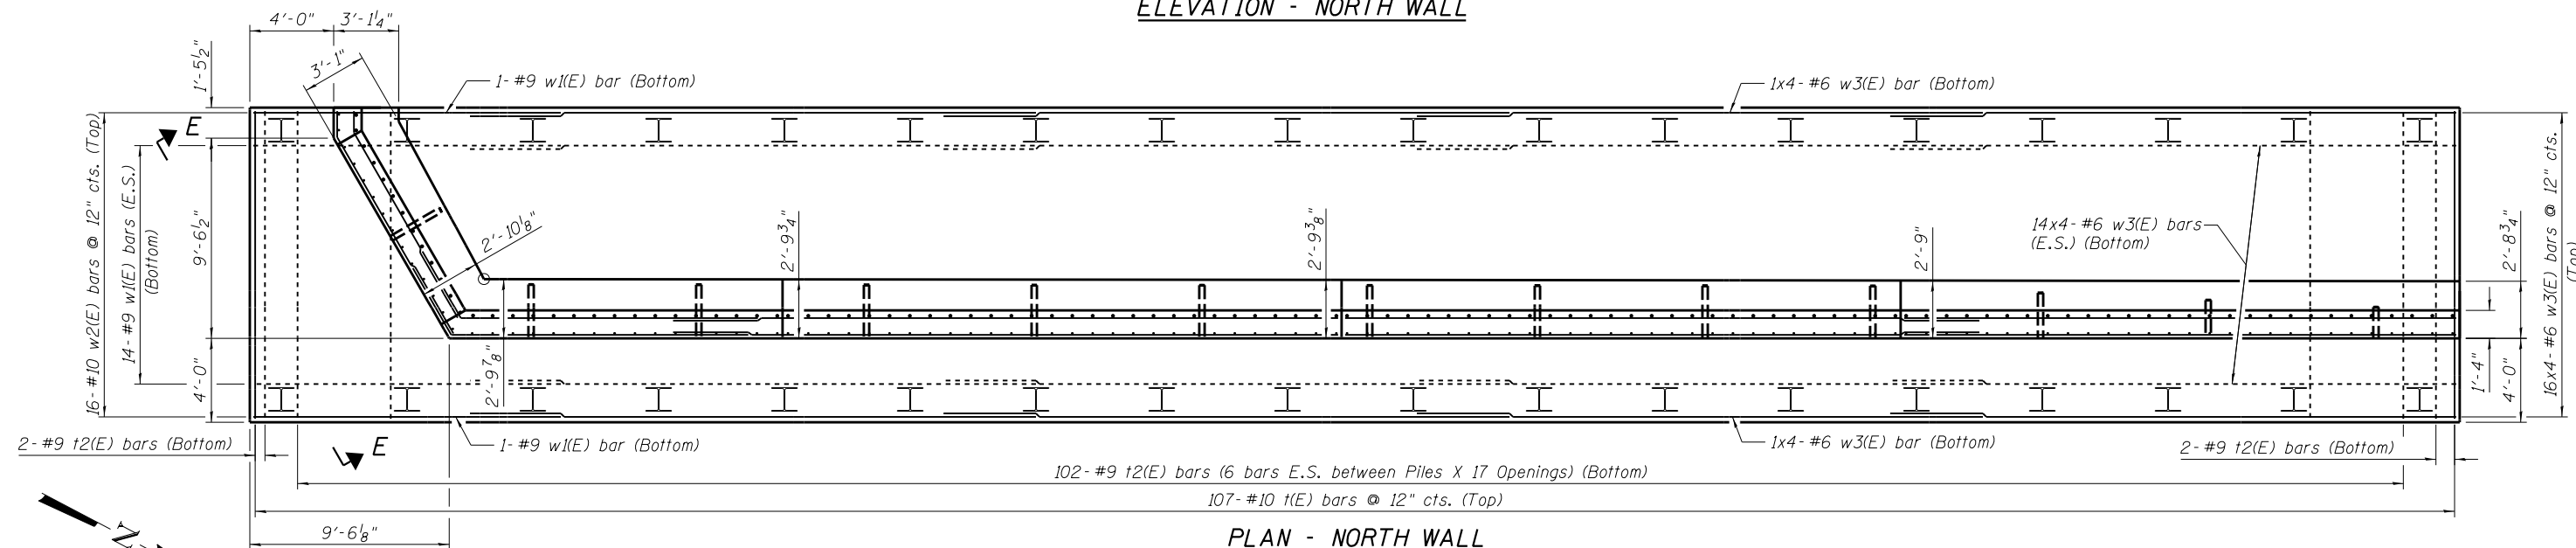 ELEVATION - NORTH WALL
4'-0"
3'-1¼"
1'-5½"
3'-1"
1-#9 w1(E) bar (Bottom)
1x4-#6 w3(E) bar (Bottom)
E
16-#10 w2(E) bars @ 12" cts. (Top)
14-#9 w1(E) bars (E.S.)
(Bottom)
9'-6½"
4'-0"
2'-10⅛"
2'-9¾"
2'-9⅜"
2'-9"
14x4-#6 w3(E) bars
(E.S.) (Bottom)
2'-8¾"
16x4-#6 w3(E) bars @ 12" cts.
(Top)
2'-9⅞"
1'-4"
4'-0"
2-#9 t2(E) bars (Bottom)
E
1-#9 w1(E) bar (Bottom)
1x4-#6 w3(E) bar (Bottom)
2-#9 t2(E) bars (Bottom)
102-#9 t2(E) bars (6 bars E.S. between Piles X 17 Openings) (Bottom)
107-#10 t(E) bars @ 12" cts. (Top)
9'-6⅛"
N
PLAN - NORTH WALL